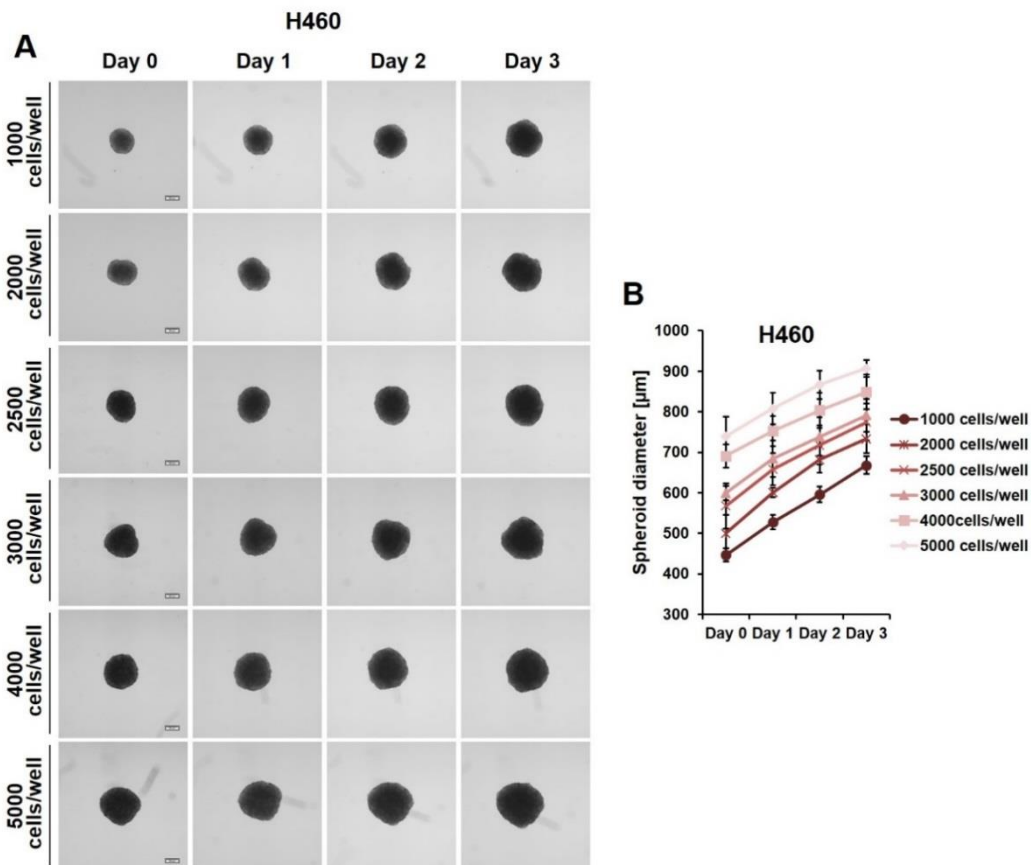 H460
A
Day 0 Day 1 Day 2 Day 3
1000
cells/well
2000
cells/well
2500
cells/well
3000
cells/well
4000
cells/well
5000
cells/well
B
H460
Spheroid diameter [µm]
1000
900
800
700
600
500
400
300
Day 0 Day 1 Day 2 Day 3
1000 cells/well
2000 cells/well
2500 cells/well
3000 cells/well
4000cells/well
5000 cells/well